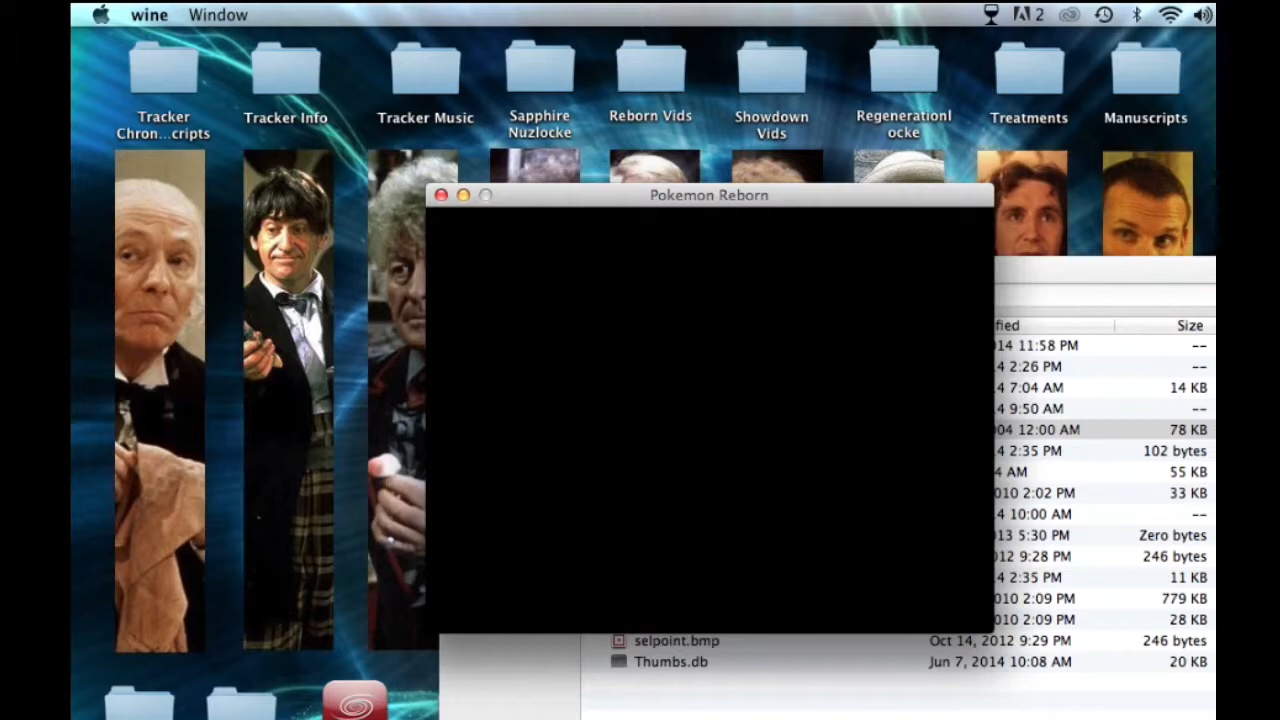 wine Window 2
Tracker
Chron...cripts
Tracker Info
Tracker Music
Sapphire
Nuzlocke
Reborn Vids
Showdown
Vids
Regenerationl
ocke
Treatments
Manuscripts
Pokemon Reborn
fied Size
14 11:58 PM --
4 2:26 PM --
4 7:04 AM 14 KB
4 9:50 AM --
004 12:00 AM 78 KB
4 2:35 PM 102 bytes
4 AM 55 KB
010 2:02 PM 33 KB
4 10:00 AM --
013 5:30 PM Zero bytes
012 9:28 PM 246 bytes
4 2:35 PM 11 KB
010 2:09 PM 779 KB
010 2:09 PM 28 KB
selpoint.bmp Oct 14, 2012 9:29 PM 246 bytes
Thumbs.db Jun 7, 2014 10:08 AM 20 KB